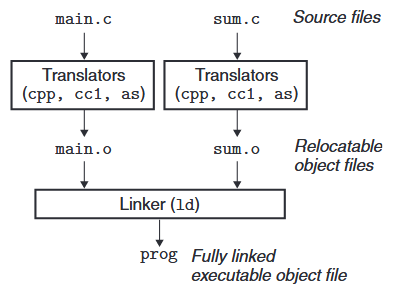 main.c sum.c Source files
Translators Translators
(cpp, cc1, as) (cpp, cc1, as)
main.o sum.o Relocatable
object files
Linker (ld)
prog Fully linked
executable object file